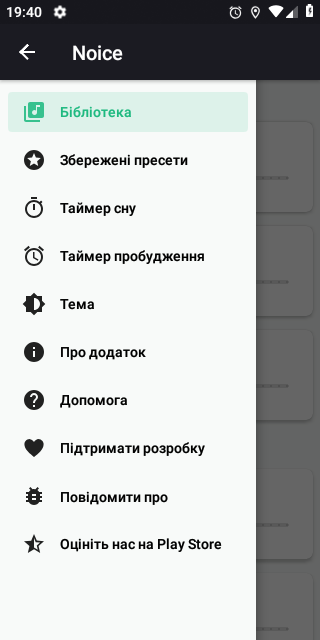 19:40
Noice
Бібліотека
Збережені пресети
Таймер сну
Таймер пробудження
Тема
Про додаток
Допомога
Підтримати розробку
Повідомити про
Оцініть нас на Play Store